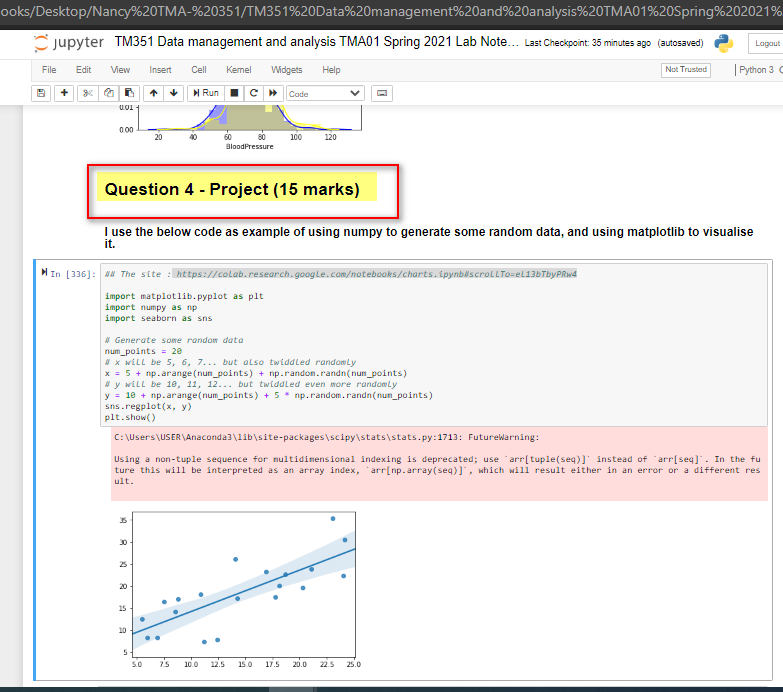 ooks/Desktop/Nancy%20TMA-%20351/TM351%20Data%20management%20and%20analysis%20TMA01%20Spring%202021%
jupyter TM351 Data management and analysis TMA01 Spring 2021 Lab Note... Last Checkpoint: 35 minutes ago (autosaved) Logout
File Edit View Insert Cell Kernel Widgets Help Not Trusted Python 3
Run Code
0.01
0.00
20 40 60 80 100 120
BloodPressure
Question 4 - Project (15 marks)
I use the below code as example of using numpy to generate some random data, and using matplotlib to visualise
it.
In [336]: ## The site : https://colab.research.google.com/notebooks/charts.ipynb#scrollTo=el13bTbyPRw4
import matplotlib.pyplot as plt
import numpy as np
import seaborn as sns
# Generate some random data
num_points = 20
# x will be 5, 6, 7... but also twiddled randomly
x = 5 + np.arange(num_points) + np.random.randn(num_points)
# y will be 10, 11, 12... but twiddled even more randomly
y = 10 + np.arange(num_points) + 5 * np.random.randn(num_points)
sns.regplot(x, y)
plt.show()
C:\Users\USER\Anaconda3\lib\site-packages\scipy\stats\stats.py:1713: FutureWarning:
Using a non-tuple sequence for multidimensional indexing is deprecated; use `arr[tuple(seq)]` instead of `arr[seq]`. In the fu
ture this will be interpreted as an array index, `arr[np.array(seq)]`, which will result either in an error or a different res
ult.
35
30
25
20
15
10
5
5.0 7.5 10.0 12.5 15.0 17.5 20.0 22.5 25.0